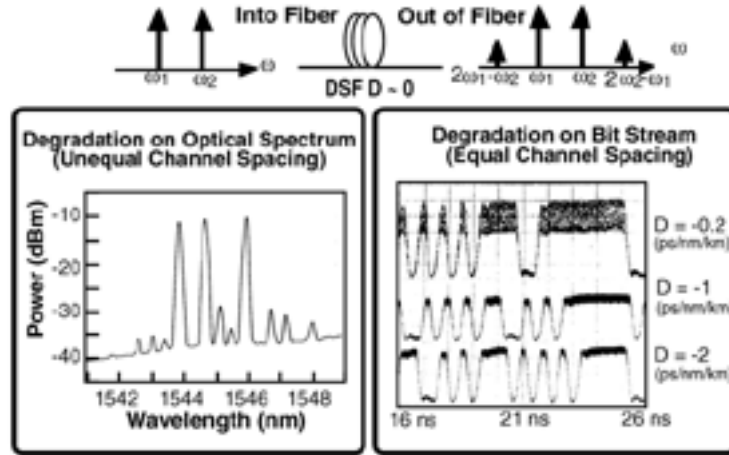 Into Fiber
Out of Fiber
ω1 ω2 ω
DSF D ~ 0
2ω1-ω2 ω1 ω2 2ω2-ω1 ω
Degradation on Optical Spectrum
(Unequal Channel Spacing)
Power (dBm)
-10
-20
-30
-40
1542 1544 1546 1548
Wavelength (nm)
Degradation on Bit Stream
(Equal Channel Spacing)
D = -0.2
(ps/nm/km)
D = -1
(ps/nm/km)
D = -2
(ps/nm/km)
16 ns 21 ns 26 ns